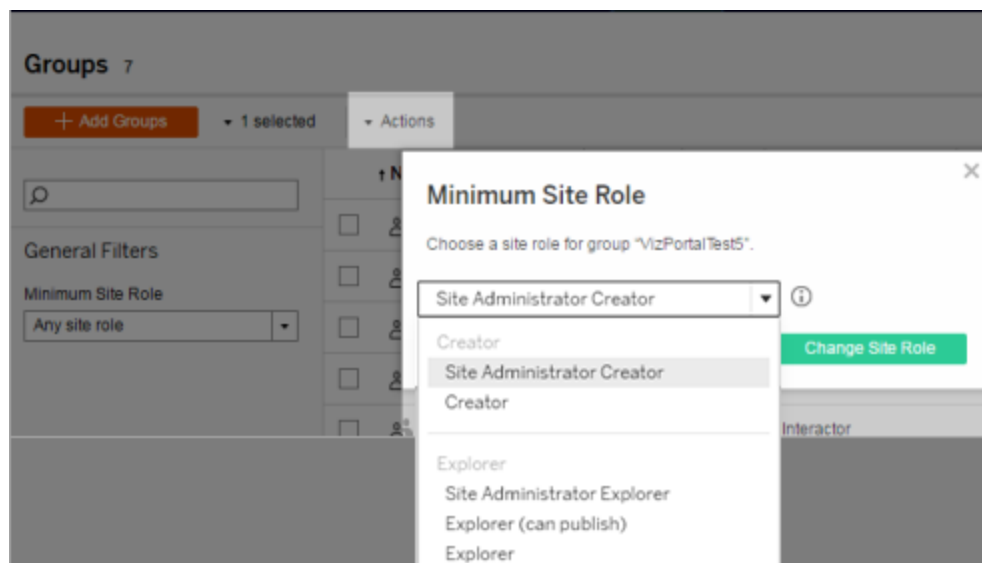 Groups 7
+ Add Groups
1 selected
Actions
↑ N
General Filters
Minimum Site Role
Any site role
Minimum Site Role
Choose a site role for group “VizPortalTest5”.
Site Administrator Creator
Change Site Role
Creator
Site Administrator Creator
Creator
Interactor
Explorer
Site Administrator Explorer
Explorer (can publish)
Explorer